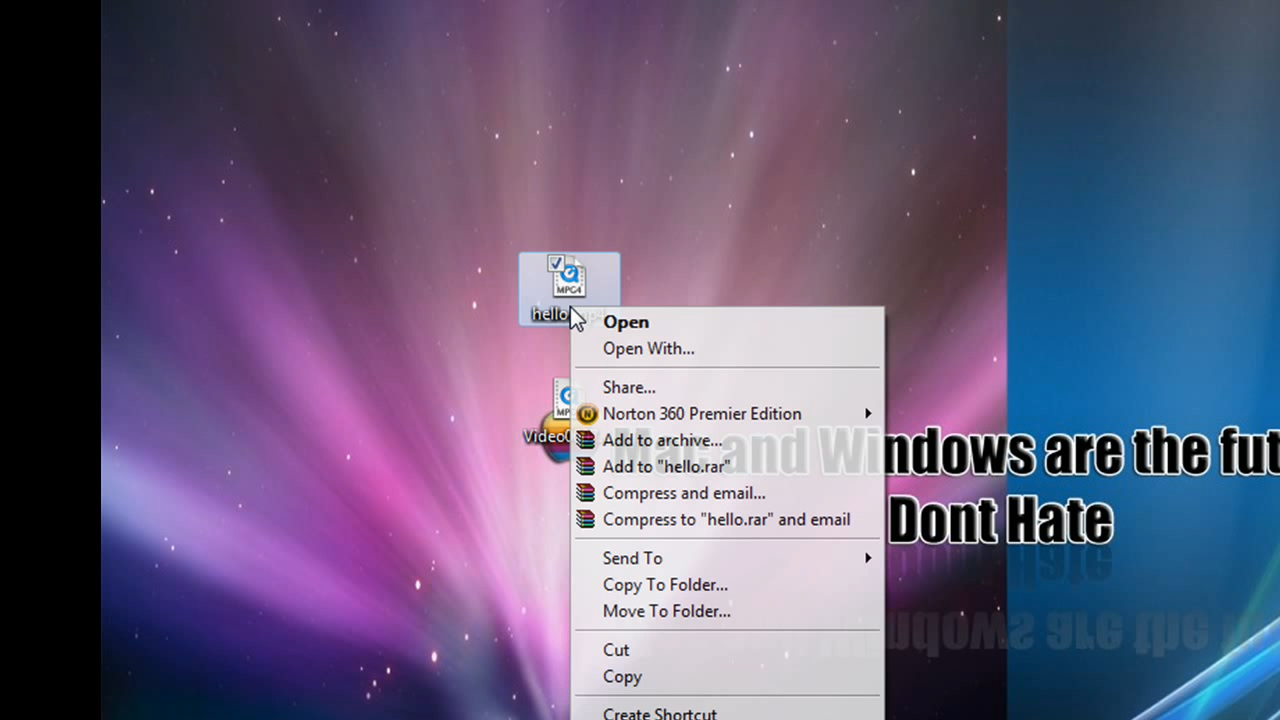 MPG4
hello
Open
Open With...
Share...
Norton 360 Premier Edition
Add to archive...
Add to "hello.rar"
Compress and email...
Compress to "hello.rar" and email
Send To
Copy To Folder...
Move To Folder...
Cut
Copy
Create Shortcut
Mac and Windows are the fut
Dont Hate